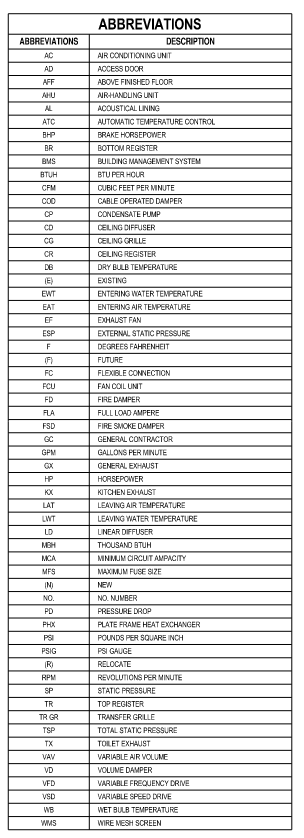 ABBREVIATIONS
ABBREVIATIONS DESCRIPTION
AC AIR CONDITIONING UNIT
AD ACCESS DOOR
AFF ABOVE FINISHED FLOOR
AHU AIR-HANDLING UNIT
AL ACOUSTICAL LINING
ATC AUTOMATIC TEMPERATURE CONTROL
BHP BRAKE HORSEPOWER
BR BOTTOM REGISTER
BMS BUILDING MANAGEMENT SYSTEM
BTUH BTU PER HOUR
CFM CUBIC FEET PER MINUTE
COD CABLE OPERATED DAMPER
CP CONDENSATE PUMP
CD CEILING DIFFUSER
CG CEILING GRILLE
CR CEILING REGISTER
DB DRY BULB TEMPERATURE
(E) EXISTING
EWT ENTERING WATER TEMPERATURE
EAT ENTERING AIR TEMPERATURE
EF EXHAUST FAN
ESP EXTERNAL STATIC PRESSURE
F DEGREES FAHRENHEIT
(F) FUTURE
FC FLEXIBLE CONNECTION
FCU FAN COIL UNIT
FD FIRE DAMPER
FLA FULL LOAD AMPERE
FSD FIRE SMOKE DAMPER
GC GENERAL CONTRACTOR
GPM GALLONS PER MINUTE
GX GENERAL EXHAUST
HP HORSEPOWER
KX KITCHEN EXHAUST
LAT LEAVING AIR TEMPERATURE
LWT LEAVING WATER TEMPERATURE
LD LINEAR DIFFUSER
MBH THOUSAND BTUH
MCA MINIMUM CIRCUIT AMPACITY
MFS MAXIMUM FUSE SIZE
(N) NEW
NO. NO. NUMBER
PD PRESSURE DROP
PHX PLATE FRAME HEAT EXCHANGER
PSI POUNDS PER SQUARE INCH
PSIG PSI GAUGE
(R) RELOCATE
RPM REVOLUTIONS PER MINUTE
SP STATIC PRESSURE
TR TOP REGISTER
TR GR TRANSFER GRILLE
TSP TOTAL STATIC PRESSURE
TX TOILET EXHAUST
VAV VARIABLE AIR VOLUME
VD VOLUME DAMPER
VFD VARIABLE FREQUENCY DRIVE
VSD VARIABLE SPEED DRIVE
WB WET BULB TEMPERATURE
WMS WIRE MESH SCREEN